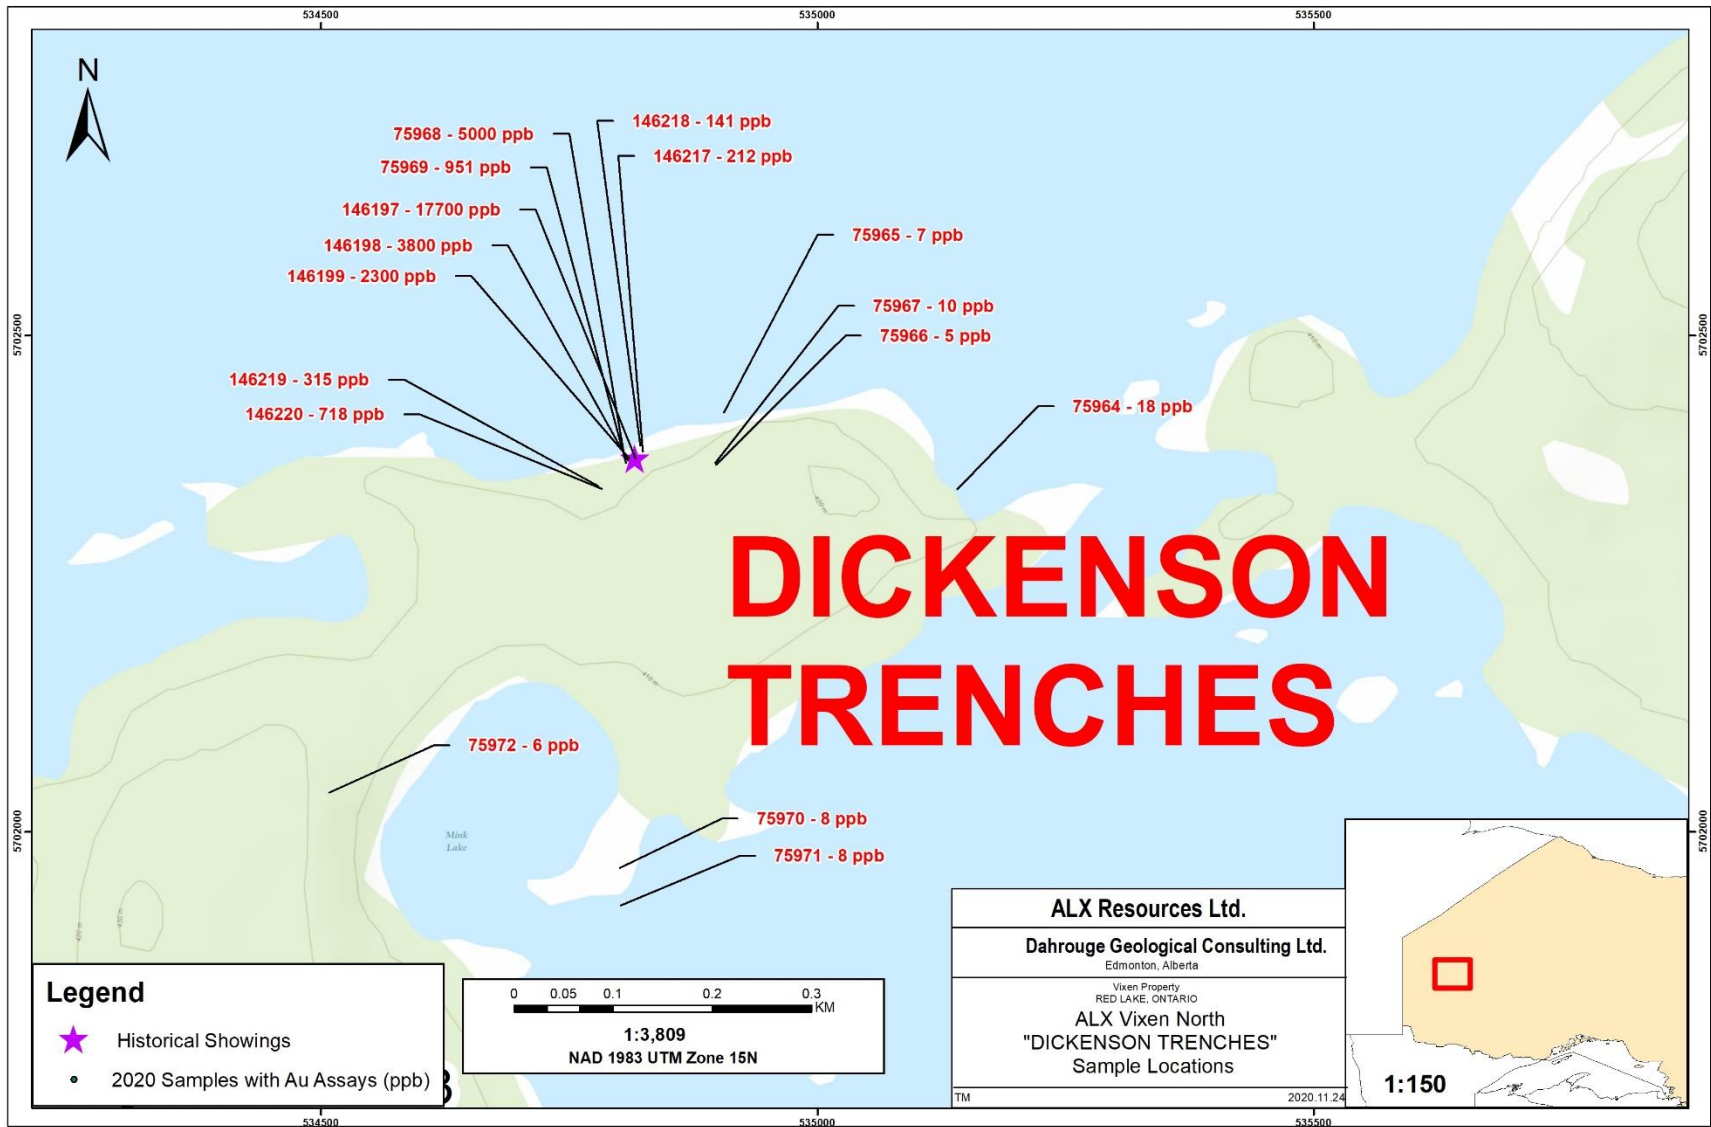 534500
535000
535500
N
146218 - 141 ppb
75968 - 5000 ppb
146217 - 212 ppb
75969 - 951 ppb
146197 - 17700 ppb
75965 - 7 ppb
146198 - 3800 ppb
146199 - 2300 ppb
75967 - 10 ppb
75966 - 5 ppb
5702500
5702500
410 m
146219 - 315 ppb
75964 - 18 ppb
146220 - 718 ppb
420 m
DICKENSON
TRENCHES
410 m
75972 - 6 ppb
75970 - 8 ppb
5702000
5702000
Mink
Lake
75971 - 8 ppb
420 m
430 m
ALX Resources Ltd.
Dahrouge Geological Consulting Ltd.
Edmonton, Alberta
Vixen Property
RED LAKE, ONTARIO
ALX Vixen North
"DICKENSON TRENCHES"
Sample Locations
TM
2020.11.24
1:150
Legend
Historical Showings
2020 Samples with Au Assays (ppb)
0 0.05 0.1 0.2 0.3
KM
1:3,809
NAD 1983 UTM Zone 15N
534500
535000
535500